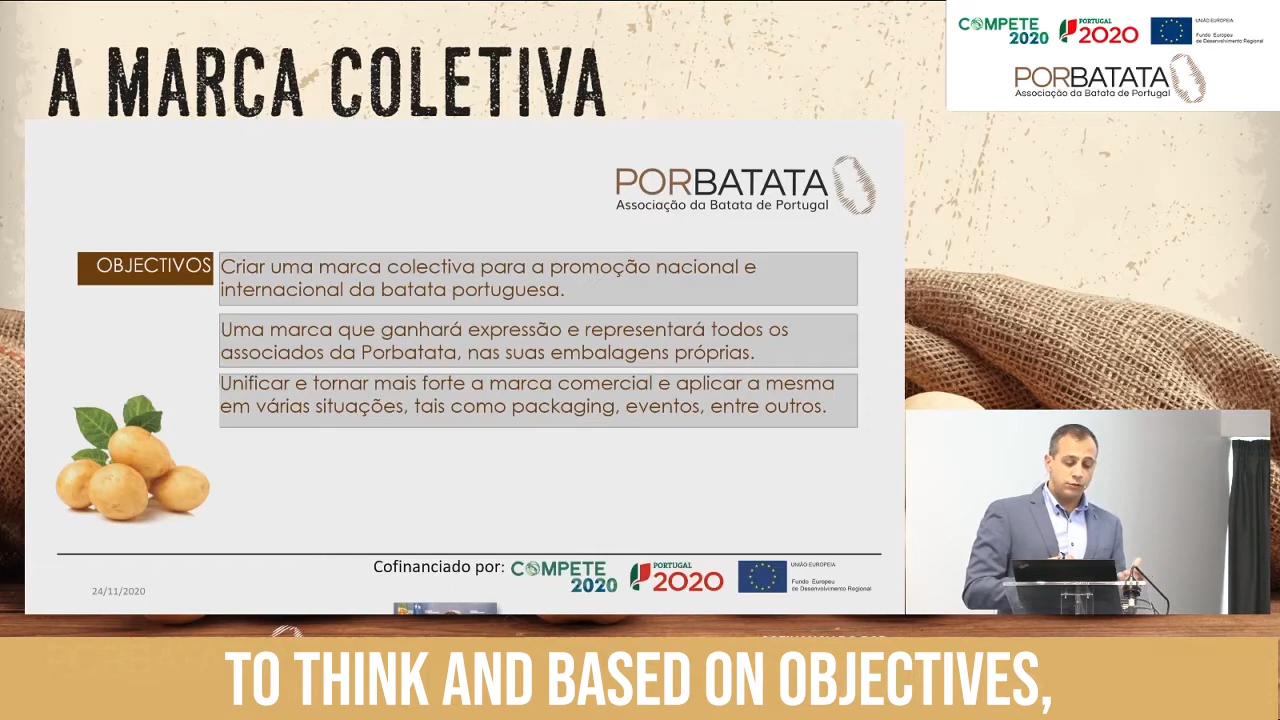 A MARCA COLETIVA
COMPETE
2020
PORTUGAL
2020
UNIÃO EUROPEIA
Fundo Europeu
de Desenvolvimento Regional
PORBATATA
Associação da Batata de Portugal
PORBATATA
Associação da Batata de Portugal
OBJECTIVOS
Criar uma marca colectiva para a promoção nacional e
internacional da batata portuguesa.
Uma marca que ganhará expressão e representará todos os
associados da Porbatata, nas suas embalagens próprias.
Unificar e tornar mais forte a marca comercial e aplicar a mesma
em várias situações, tais como packaging, eventos, entre outros.
Cofinanciado por:
COMPETE
2020
PORTUGAL
2020
UNIÃO EUROPEIA
Fundo Europeu
de Desenvolvimento Regional
24/11/2020
TO THINK AND BASED ON OBJECTIVES,